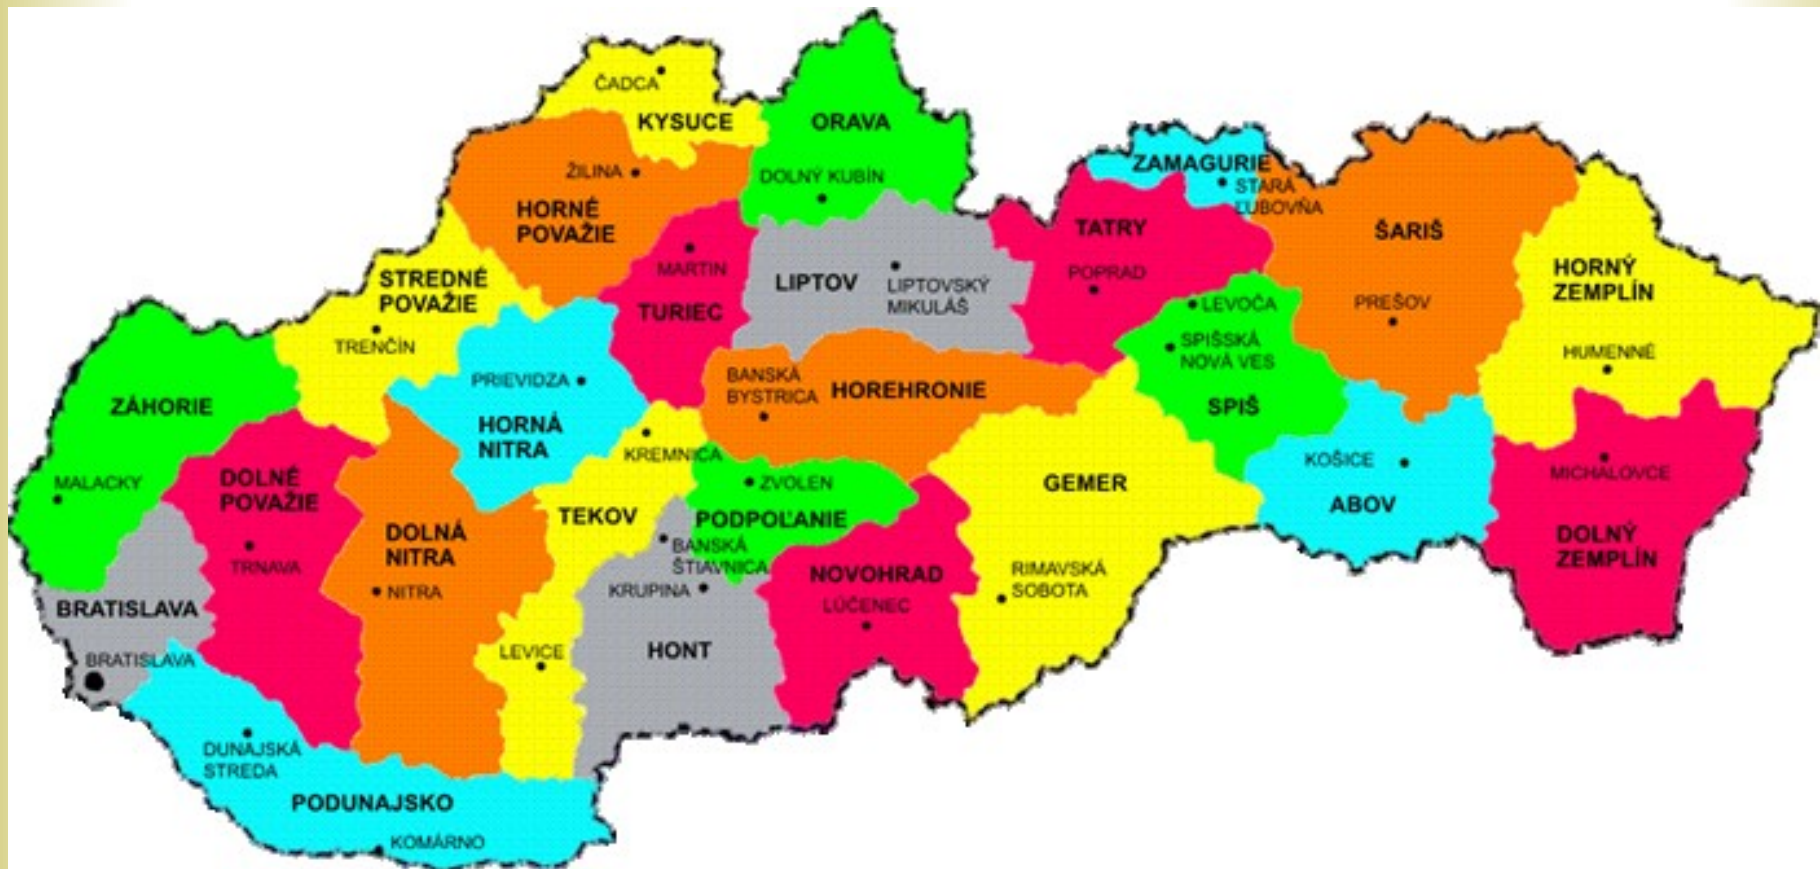 ČADCA
KYSUCE
ORAVA
ŽILINA
DOLNÝ KUBÍN
HORNÉ
POVAŽIE
ZAMAGURIE
STARÁ
ĽUBOVŇA
TATRY
POPRAD
ŠARIŠ
PREŠOV
HORNÝ
ZEMPLÍN
HUMENNÉ
STREDNÉ
POVAŽIE
TRENČÍN
MARTIN
TURIEC
LIPTOV
LIPTOVSKÝ
MIKULÁŠ
LEVOČA
SPIŠSKÁ
NOVÁ VES
SPIŠ
ZÁHORIE
MALACKY
PRIEVIDZA
HORNÁ
NITRA
BANSKÁ
BYSTRICA
HOREHRONIE
KREMNICA
DOLNÉ
POVAŽIE
TRNAVA
DOLNÁ
NITRA
NITRA
TEKOV
ZVOLEN
PODPOĽANIE
GEMER
RIMAVSKÁ
SOBOTA
KOŠICE
ABOV
MICHALOVCE
DOLNÝ
ZEMPLÍN
BANSKÁ
ŠTIAVNICA
KRUPINA
HONT
NOVOHRAD
LÚČENEC
BRATISLAVA
BRATISLAVA
LEVICE
DUNAJSKÁ
STREDA
PODUNAJSKO
KOMÁRNO